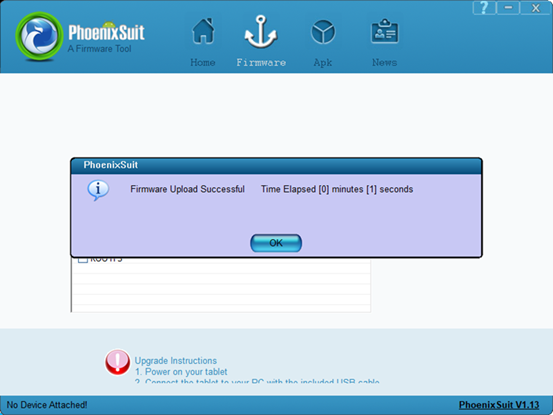 ? – X
PhoenixSuit
A Firmware Tool
Home Firmware Apk News
PhoenixSuit
Firmware Upload Successful Time Elapsed [0] minutes [1] seconds
OK
Upgrade Instructions
1. Power on your tablet
2. Connect the tablet to your PC with the included USB cable
No Device Attached!
PhoenixSuit V1.13